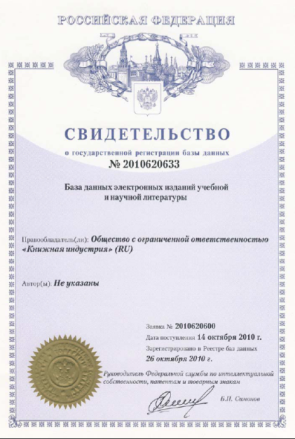 РОССИЙСКАЯ ФЕДЕРАЦИЯ
СВИДЕТЕЛЬСТВО
о государственной регистрации базы данных
№ 2010620633
База данных электронных изданий учебной
и научной литературы
Правообладатель(ли): Общество с ограниченной ответственностью
«Книжная индустрия» (RU)
Автор(ы): Не указаны
Заявка № 2010620600
Дата поступления 14 октября 2010 г.
Зарегистрировано в Реестре баз данных
26 октября 2010 г.
Руководитель Федеральной службы по интеллектуальной
собственности, патентам и товарным знакам
Б.П. Симонов